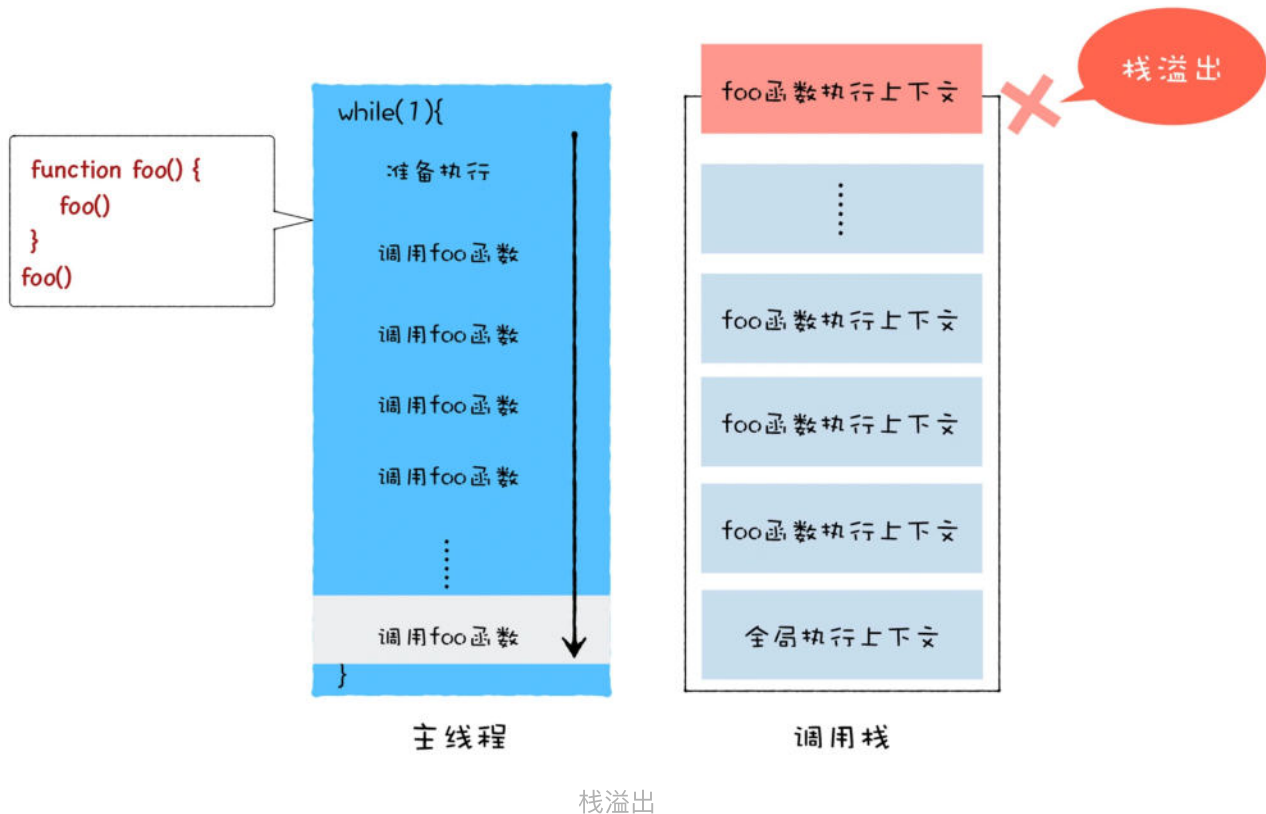 function foo() {
foo()
}
foo()
while(1){
准备执行
调用foo函数
调用foo函数
调用foo函数
调用foo函数
......
调用foo函数
}
主线程
foo函数执行上下文
......
foo函数执行上下文
foo函数执行上下文
foo函数执行上下文
全局执行上下文
调用栈
栈溢出
栈溢出